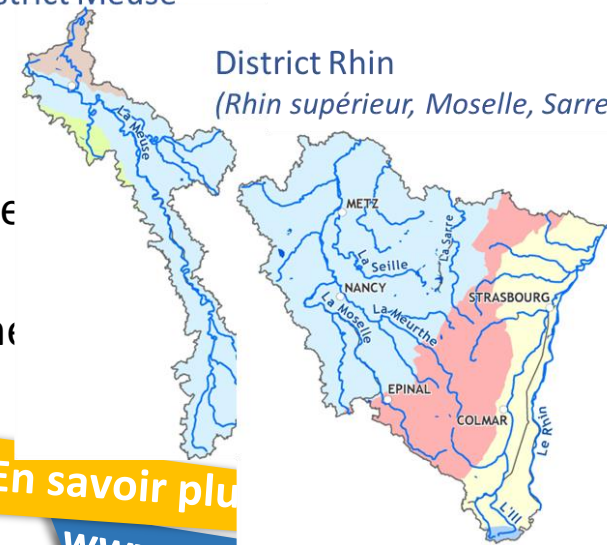 District Meuse
District Rhin
(Rhin supérieur, Moselle, Sarre
La Meuse
METZ
La Sarre
La Seille
NANCY
STRASBOURG
La Moselle
La Meurthe
EPINAL
COLMAR
Le Rhin
L'Ill
En savoir plu